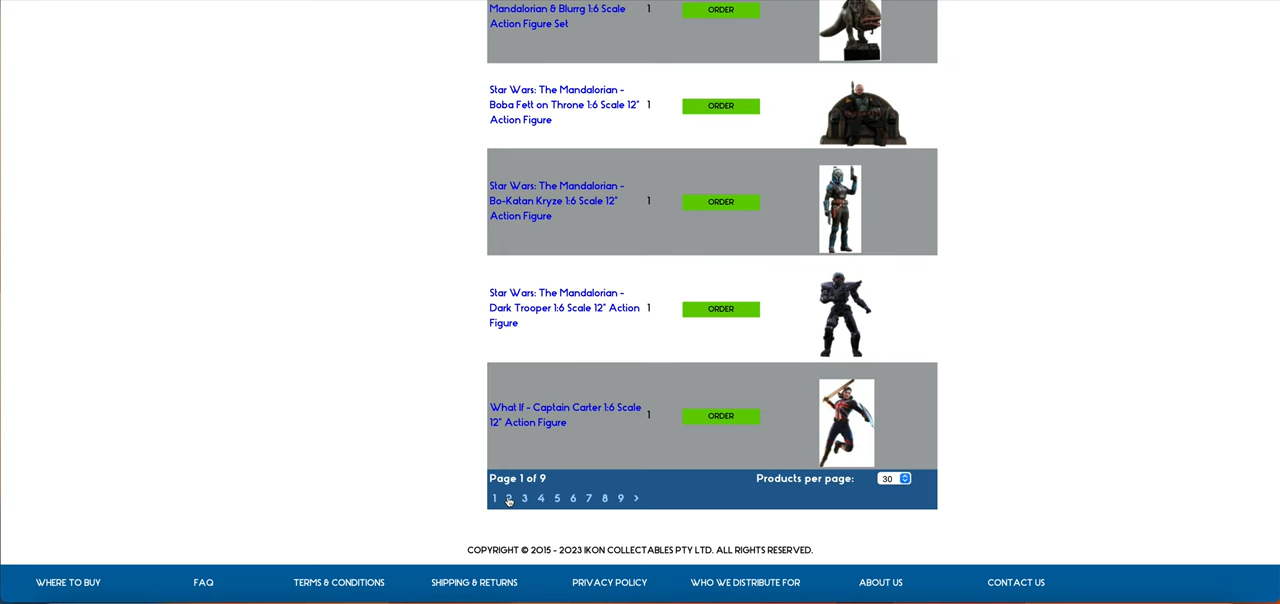 Mandalorian & Blurrg 1:6 Scale
Action Figure Set
1
ORDER
Star Wars: The Mandalorian -
Boba Fett on Throne 1:6 Scale 12"
Action Figure
1
ORDER
Star Wars: The Mandalorian -
Bo-Katan Kryze 1:6 Scale 12"
Action Figure
1
ORDER
Star Wars: The Mandalorian -
Dark Trooper 1:6 Scale 12" Action
Figure
1
ORDER
What If - Captain Carter 1:6 Scale
12" Action Figure
1
ORDER
Page 1 of 9
Products per page: 30
1 2 3 4 5 6 7 8 9 >
COPYRIGHT © 2015 - 2023 IKON COLLECTABLES PTY LTD. ALL RIGHTS RESERVED.
WHERE TO BUY FAQ TERMS & CONDITIONS SHIPPING & RETURNS PRIVACY POLICY WHO WE DISTRIBUTE FOR ABOUT US CONTACT US